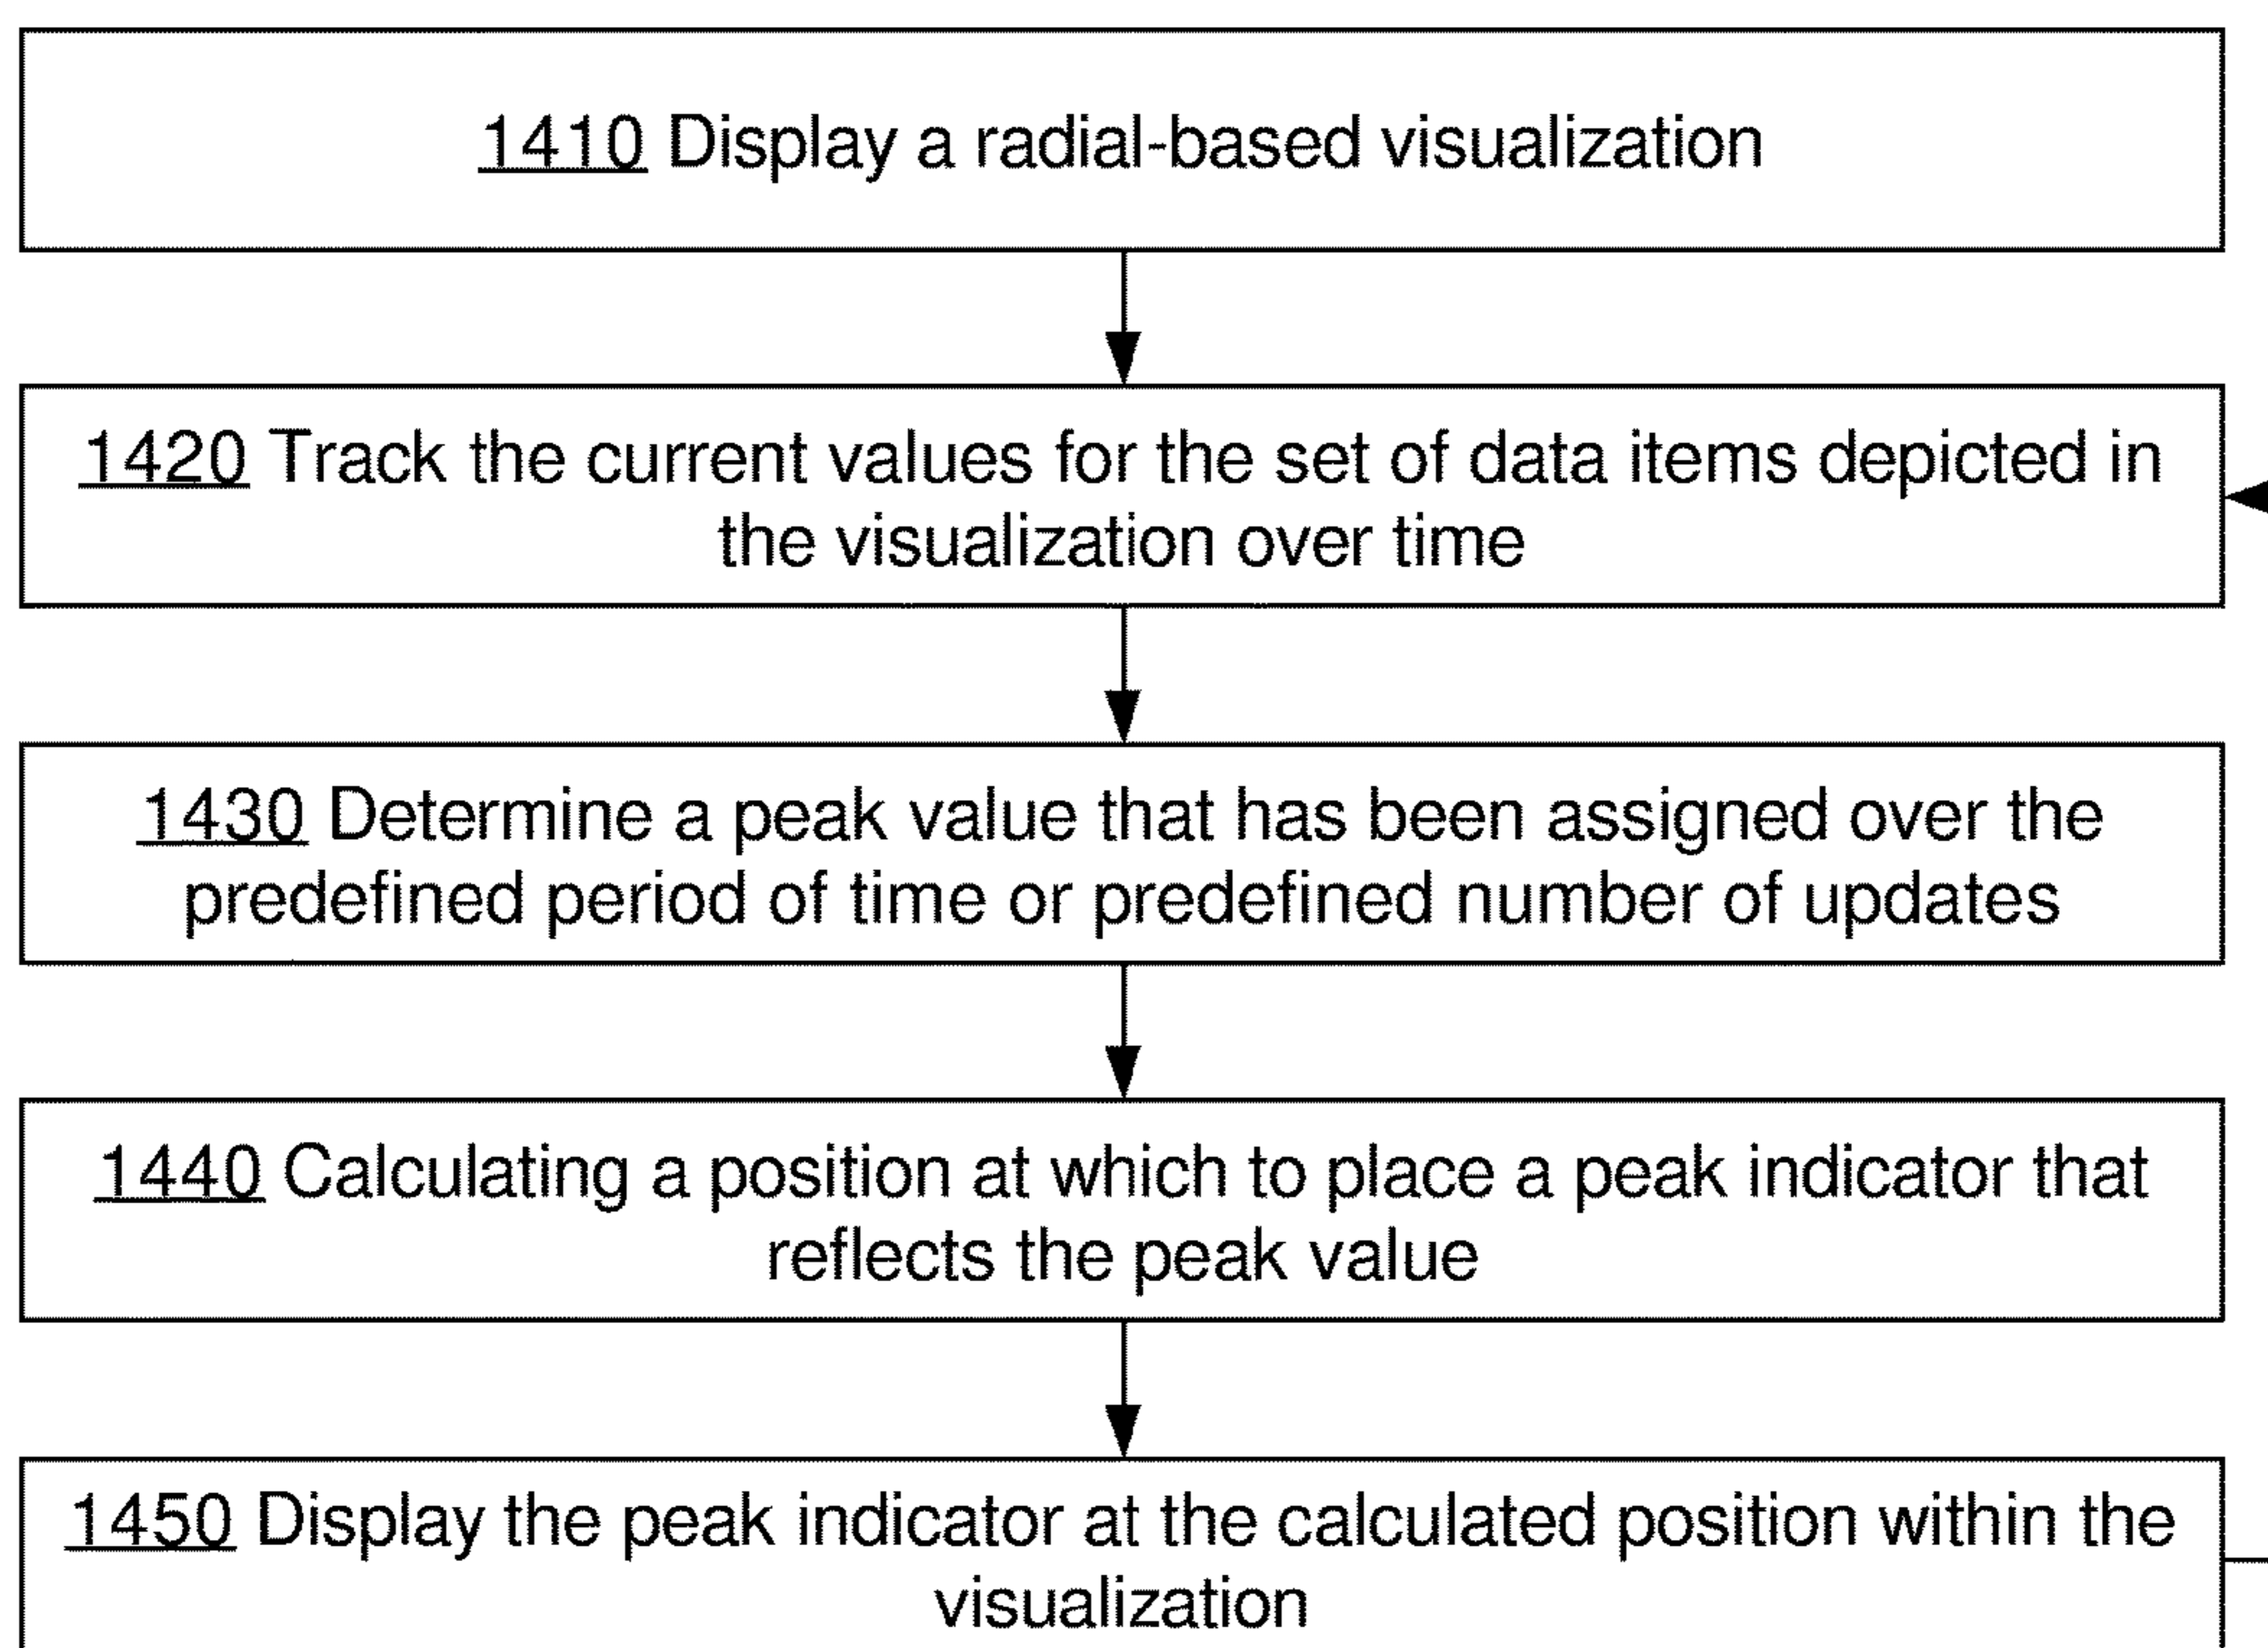 1410 Display a radial-based visualization
1420 Track the current values for the set of data items depicted in
the visualization over time
1430 Determine a peak value that has been assigned over the
predefined period of time or predefined number of updates
1440 Calculating a position at which to place a peak indicator that
reflects the peak value
1450 Display the peak indicator at the calculated position within the
visualization